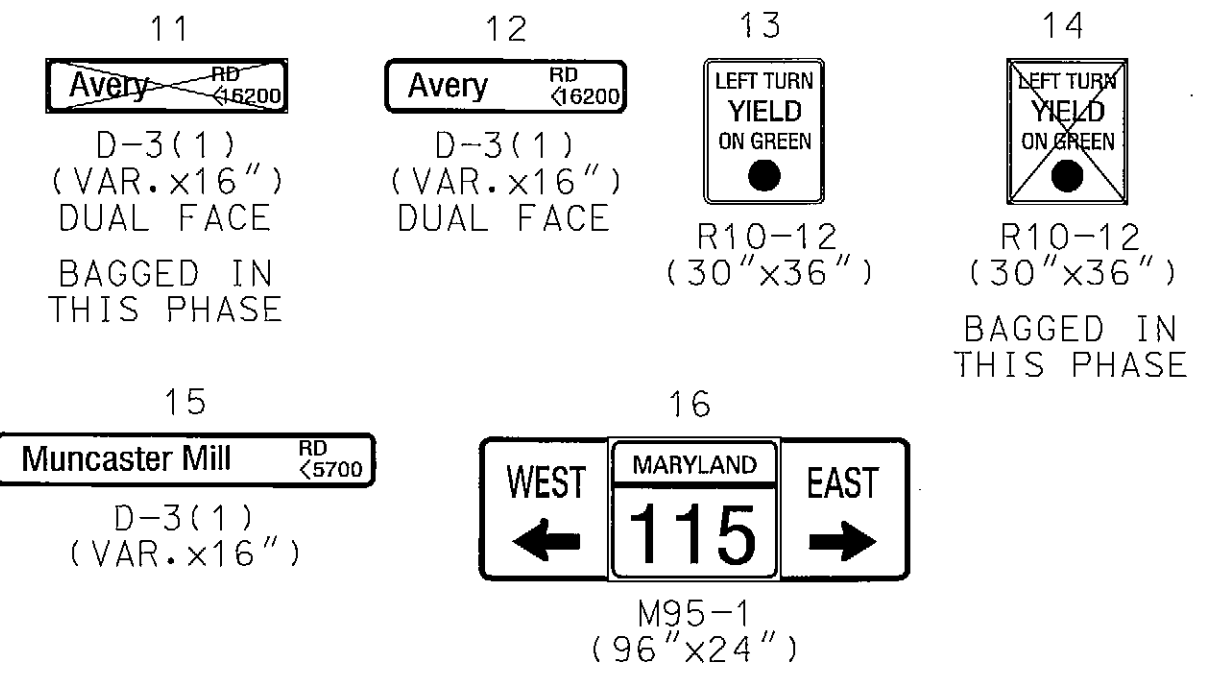 11
Avery RD
<16200
D-3(1)
(VAR.x16")
DUAL FACE
BAGGED IN
THIS PHASE
12
Avery RD
<16200
D-3(1)
(VAR.x16")
DUAL FACE
13
LEFT TURN
YIELD
ON GREEN
R10-12
(30"x36")
14
LEFT TURN
YIELD
ON GREEN
R10-12
(30"x36")
BAGGED IN
THIS PHASE
15
Muncaster Mill RD
<5700
D-3(1)
(VAR.x16")
16
WEST
MARYLAND
115
EAST
M95-1
(96"x24")